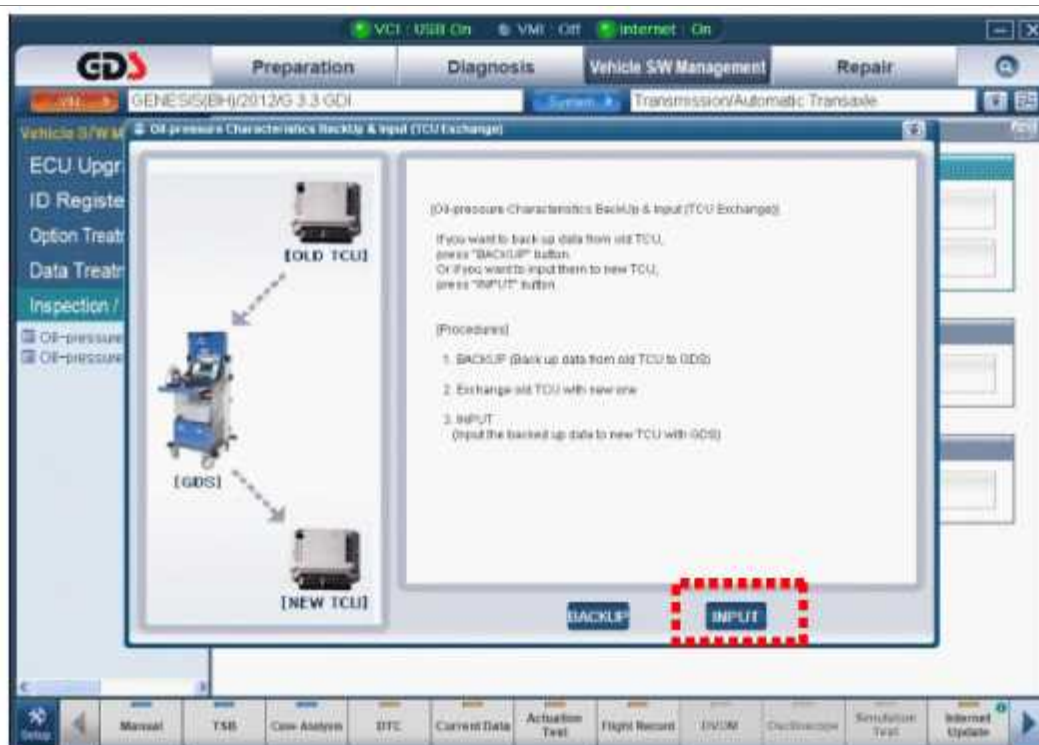 VCI : USB On VMI : Off Internet : On
GDS Preparation Diagnosis Vehicle S/W Management Repair
VIN GENESIS(BH)/2012/G 3.3 GDI System Transmission/Automatic Transaxle
Vehicle S/W M
Oil-pressure Characteristics BackUp & Input (TCU Exchange)
ECU Upgr
ID Registe
Option Treatr
Data Treatr
Inspection /
Oil-pressure
Oil-pressure
[OLD TCU]
[GDS]
[NEW TCU]
[Oil-pressure Characteristics BackUp & Input (TCU Exchange)]
If you want to back up data from old TCU,
press "BACKUP" button.
Or if you want to input them to new TCU,
press "INPUT" button
[Procedures]
1. BACKUP (Back up data from old TCU to GDS)
2. Exchange old TCU with new one
3. INPUT
(Input the backed up data to new TCU with GDS)
BACKUP INPUT
Setup Manual TSB Case Analysis DTC Current Data Actuation Test Flight Record DVOM Oscilloscope Simulation Test Internet Update